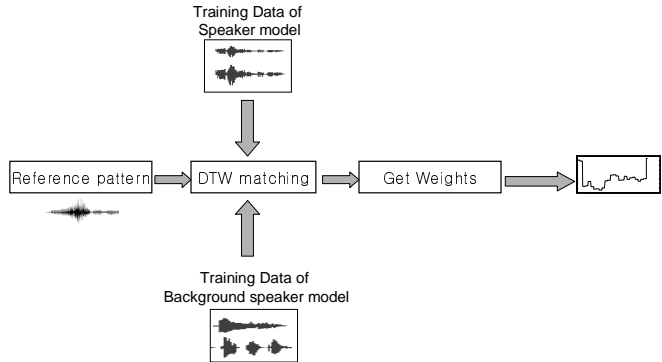 Training Data of
Speaker model
Reference pattern
DTW matching
Get Weights
Training Data of
Background speaker model